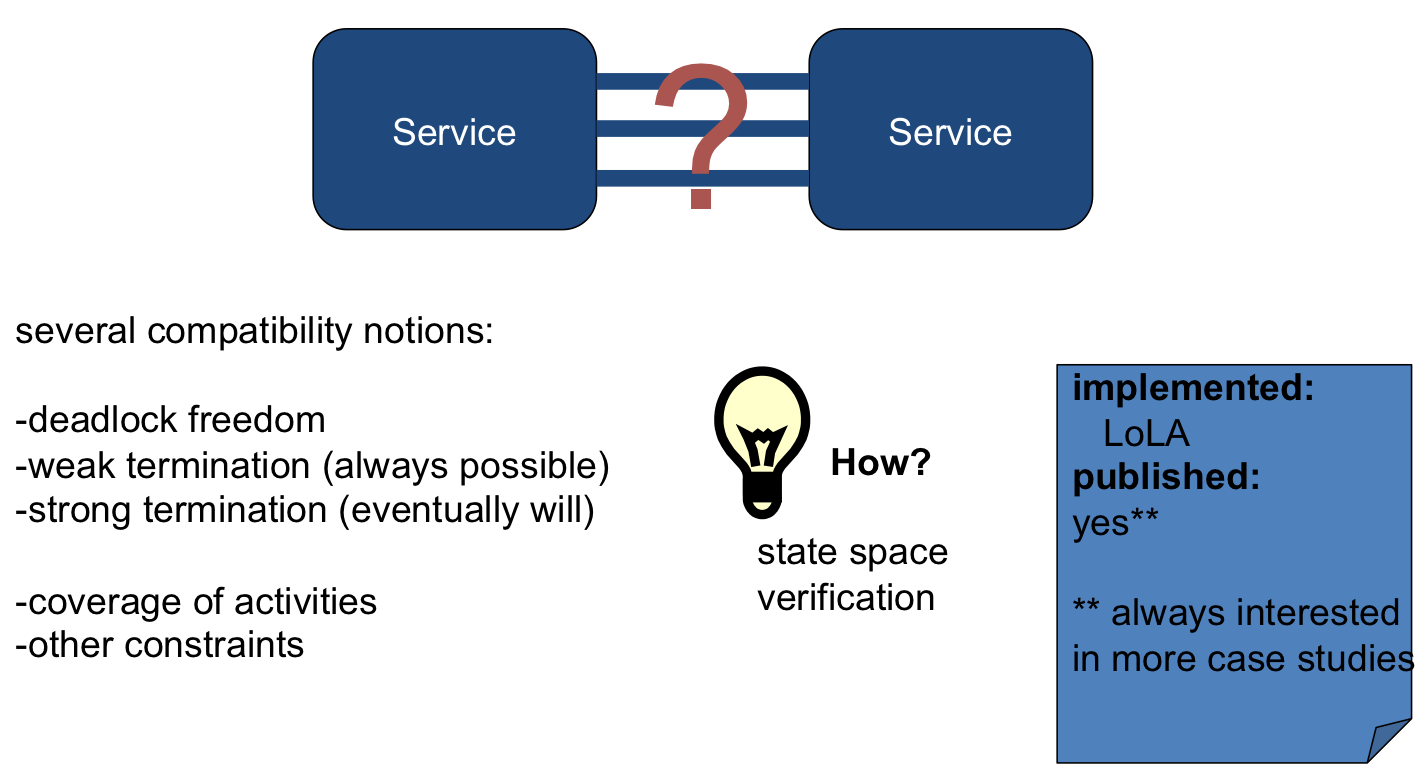 Service
?
Service
several compatibility notions:
-deadlock freedom
-weak termination (always possible)
-strong termination (eventually will)
-coverage of activities
-other constraints
How?
state space
verification
implemented:
LoLA
published:
yes**
** always interested
in more case studies